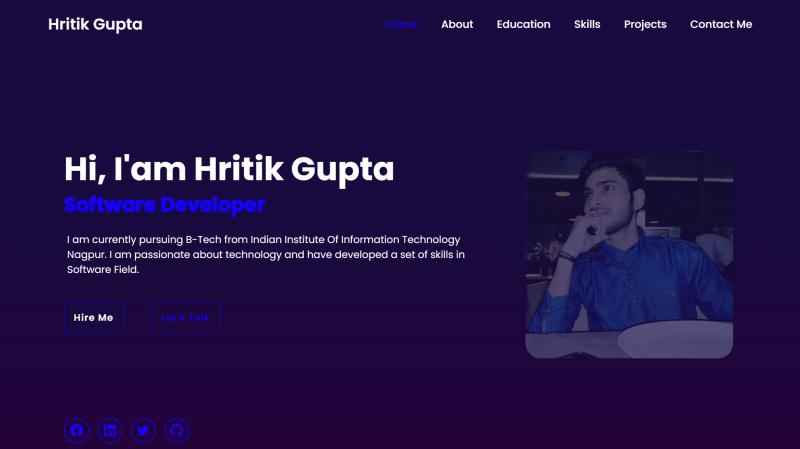 Hritik Gupta
Home About Education Skills Projects Contact Me
Hi, I'am Hritik Gupta
Software Developer
I am currently pursuing B-Tech from Indian Institute Of Information Technology
Nagpur. I am passionate about technology and have developed a set of skills in
Software Field.
Hire Me
Let's Talk